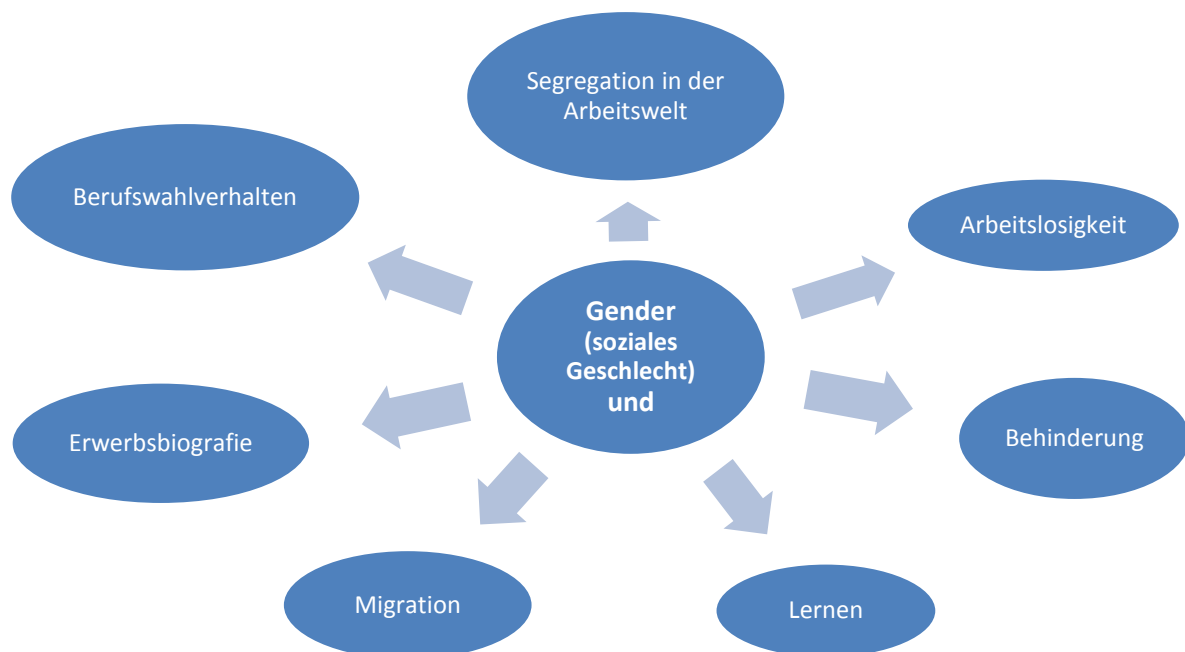 Segregation in der
Arbeitswelt
Berufswahlverhalten
Arbeitslosigkeit
Gender
(soziales
Geschlecht)
und
Erwerbsbiografie
Behinderung
Migration
Lernen